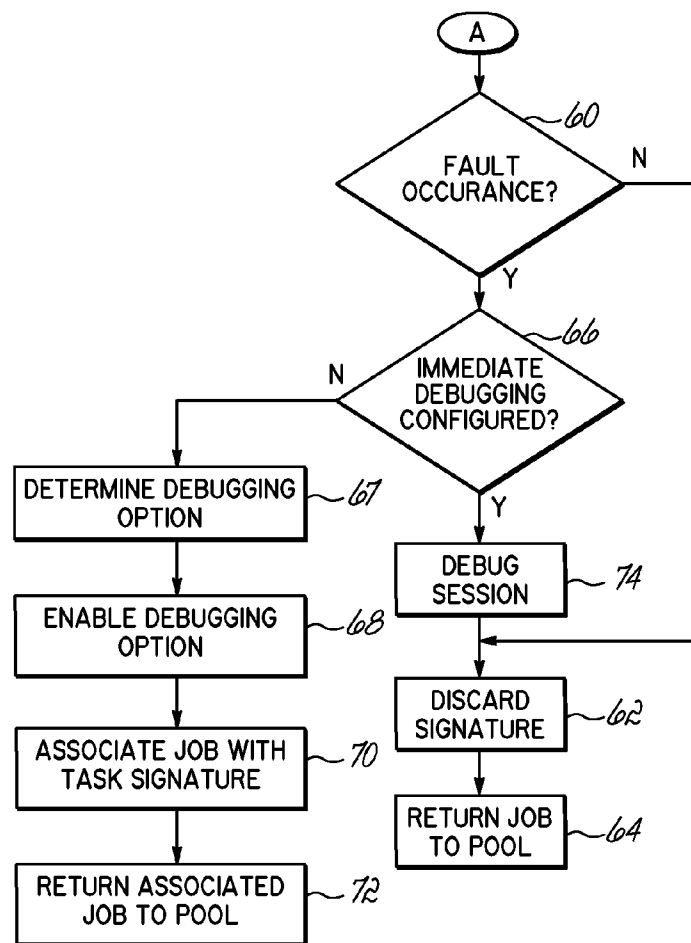 A
60
FAULT
OCCURANCE?
N
Y
66
IMMEDIATE
DEBUGGING
CONFIGURED?
N
Y
DETERMINE DEBUGGING
OPTION
67
ENABLE DEBUGGING
OPTION
68
ASSOCIATE JOB WITH
TASK SIGNATURE
70
RETURN ASSOCIATED
JOB TO POOL
72
DEBUG
SESSION
74
DISCARD
SIGNATURE
62
RETURN JOB
TO POOL
64